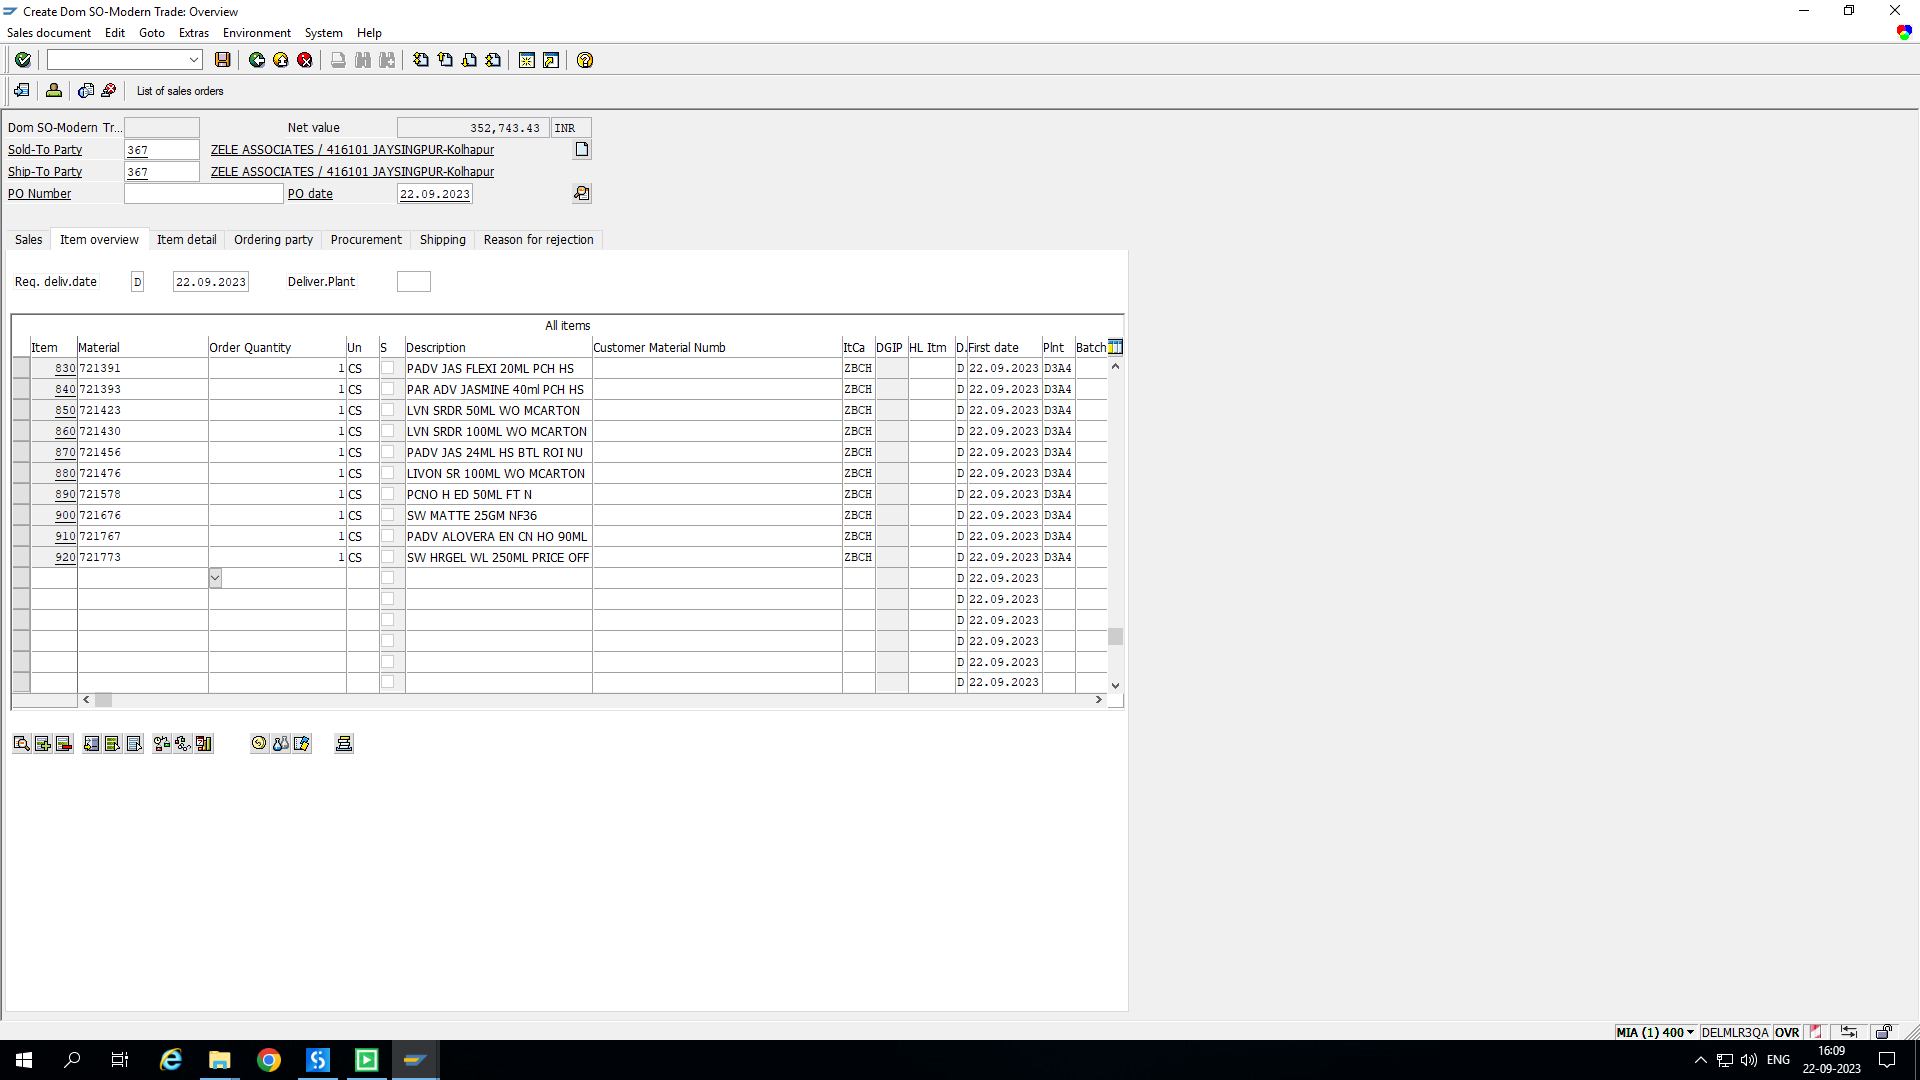 Create Dom SO-Modern Trade: Overview
Sales document Edit Goto Extras Environment System Help
List of sales orders
Dom SO-Modern Tr... Net value 352,743.43 INR
Sold-To Party 367 ZELE ASSOCIATES / 416101 JAYSINGPUR-Kolhapur
Ship-To Party 367 ZELE ASSOCIATES / 416101 JAYSINGPUR-Kolhapur
PO Number PO date 22.09.2023
Sales Item overview Item detail Ordering party Procurement Shipping Reason for rejection
Req. deliv.date D 22.09.2023 Deliver.Plant
All items
Item Material Order Quantity Un S Description Customer Material Numb ItCa DGIP HL Itm D. First date Plnt Batch
830 721391 1 CS PADV JAS FLEXI 20ML PCH HS ZBCH D 22.09.2023 D3A4
840 721393 1 CS PAR ADV JASMINE 40ml PCH HS ZBCH D 22.09.2023 D3A4
850 721423 1 CS LVN SRDR 50ML WO MCARTON ZBCH D 22.09.2023 D3A4
860 721430 1 CS LVN SRDR 100ML WO MCARTON ZBCH D 22.09.2023 D3A4
870 721456 1 CS PADV JAS 24ML HS BTL ROI NU ZBCH D 22.09.2023 D3A4
880 721476 1 CS LIVON SR 100ML WO MCARTON ZBCH D 22.09.2023 D3A4
890 721578 1 CS PCNO H ED 50ML FT N ZBCH D 22.09.2023 D3A4
900 721676 1 CS SW MATTE 25GM NF36 ZBCH D 22.09.2023 D3A4
910 721767 1 CS PADV ALOVERA EN CN HO 90ML ZBCH D 22.09.2023 D3A4
920 721773 1 CS SW HRGEL WL 250ML PRICE OFF ZBCH D 22.09.2023 D3A4
D 22.09.2023
D 22.09.2023
D 22.09.2023
D 22.09.2023
D 22.09.2023
D 22.09.2023
MIA (1) 400 DELMLR3QA OVR
ENG
16:09
22-09-2023